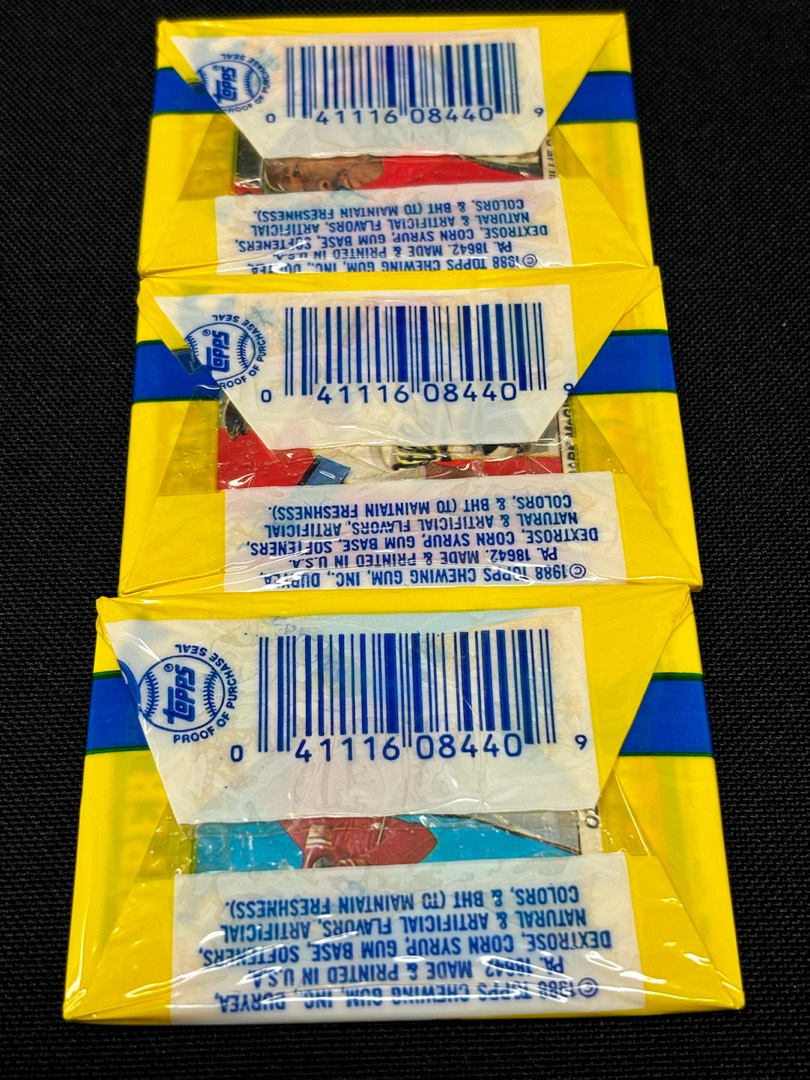 Topps
®
PROOF OF PURCHASE SEAL
0 41116 08440 9
©1988 TOPPS CHEWING GUM, INC., DURYEA,
PA. 18642. MADE & PRINTED IN U.S.A.
DEXTROSE, CORN SYRUP, GUM BASE, SOFTENERS,
NATURAL & ARTIFICIAL FLAVORS, ARTIFICIAL
COLORS, & BHT (TO MAINTAIN FRESHNESS).
Topps
®
PROOF OF PURCHASE SEAL
0 41116 08440 9
©1988 TOPPS CHEWING GUM, INC., DURYEA,
PA. 18642. MADE & PRINTED IN U.S.A.
DEXTROSE, CORN SYRUP, GUM BASE, SOFTENERS,
NATURAL & ARTIFICIAL FLAVORS, ARTIFICIAL
COLORS, & BHT (TO MAINTAIN FRESHNESS).
Topps
®
PROOF OF PURCHASE SEAL
0 41116 08440 9
©1988 TOPPS CHEWING GUM, INC., DURYEA,
PA. 18642. MADE & PRINTED IN U.S.A.
DEXTROSE, CORN SYRUP, GUM BASE, SOFTENERS,
NATURAL & ARTIFICIAL FLAVORS, ARTIFICIAL
COLORS, & BHT (TO MAINTAIN FRESHNESS).